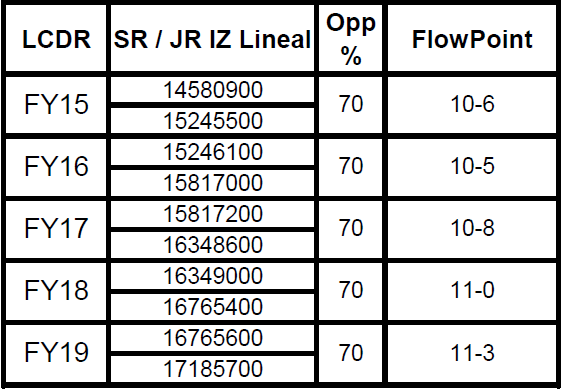 LCDR SR / JR IZ Lineal Opp % FlowPoint
FY15 14580900 70 10-6
15245500
FY16 15246100 70 10-5
15817000
FY17 15817200 70 10-8
16348600
FY18 16349000 70 11-0
16765400
FY19 16765600 70 11-3
17185700